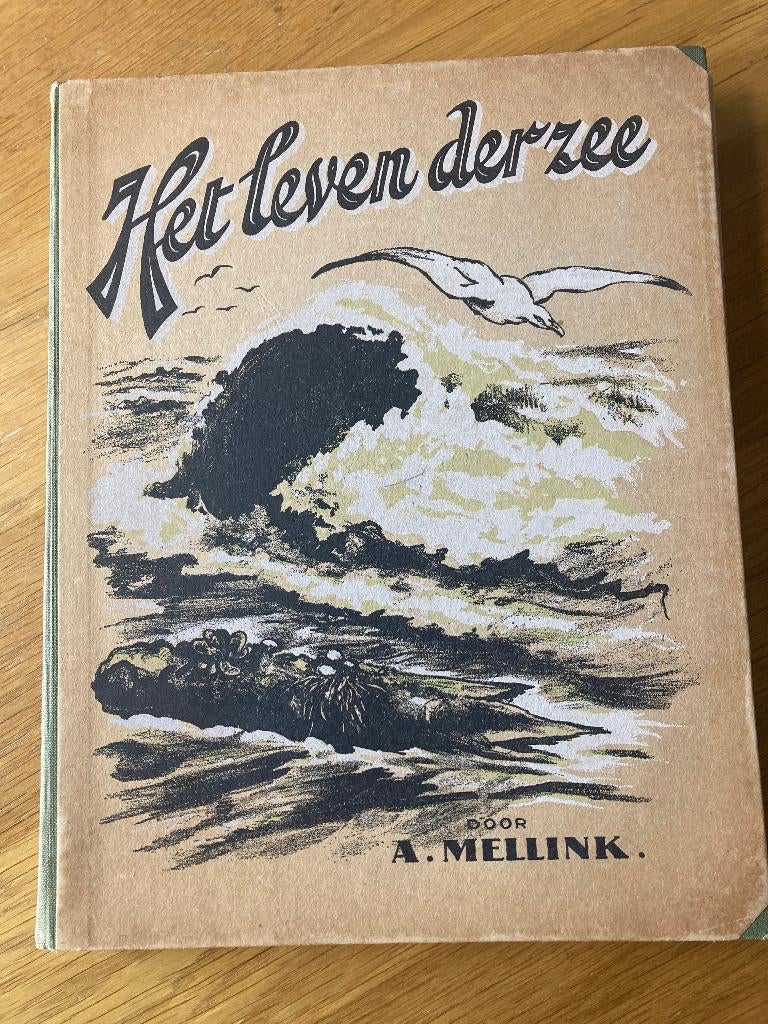 Het leven der zee
DOOR
A. MELLINK.